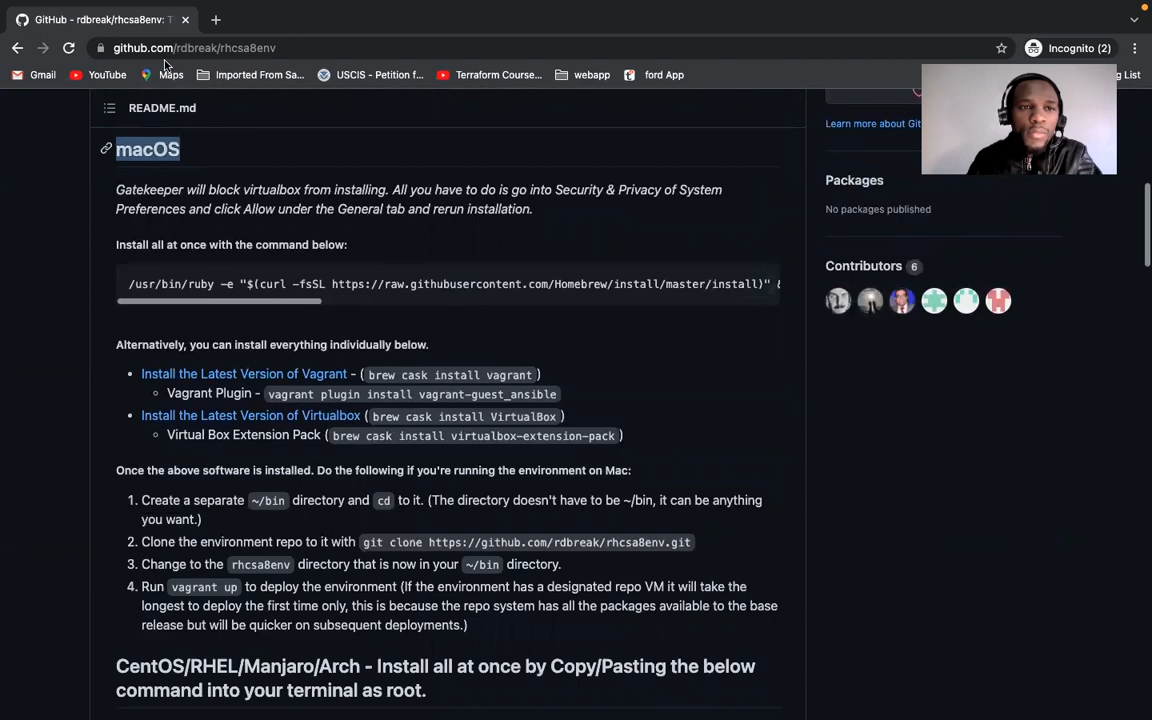 GitHub - rdbreak/rhcsa8env: T
github.com/rdbreak/rhcsa8env
Incognito (2)
Gmail
YouTube
Maps
Imported From Sa...
USCIS - Petition f...
Terraform Course...
webapp
ford App
g List
README.md
macOS
Gatekeeper will block virtualbox from installing. All you have to do is go into Security & Privacy of System
Preferences and click Allow under the General tab and rerun installation.
Install all at once with the command below:
/usr/bin/ruby -e "$(curl -fsSL https://raw.githubusercontent.com/Homebrew/install/master/install)" &
Alternatively, you can install everything individually below.
• Install the Latest Version of Vagrant - ( brew cask install vagrant )
Vagrant Plugin - vagrant plugin install vagrant-guest_ansible
• Install the Latest Version of Virtualbox ( brew cask install VirtualBox )
Virtual Box Extension Pack ( brew cask install virtualbox-extension-pack )
Once the above software is installed. Do the following if you're running the environment on Mac:
1. Create a separate ~/bin directory and cd to it. (The directory doesn't have to be ~/bin, it can be anything
you want.)
2. Clone the environment repo to it with git clone https://github.com/rdbreak/rhcsa8env.git
3. Change to the rhcsa8env directory that is now in your ~/bin directory.
4. Run vagrant up to deploy the environment (If the environment has a designated repo VM it will take the
longest to deploy the first time only, this is because the repo system has all the packages available to the base
release but will be quicker on subsequent deployments.)
CentOS/RHEL/Manjaro/Arch - Install all at once by Copy/Pasting the below
command into your terminal as root.
Learn more about Git
Packages
No packages published
Contributors 6